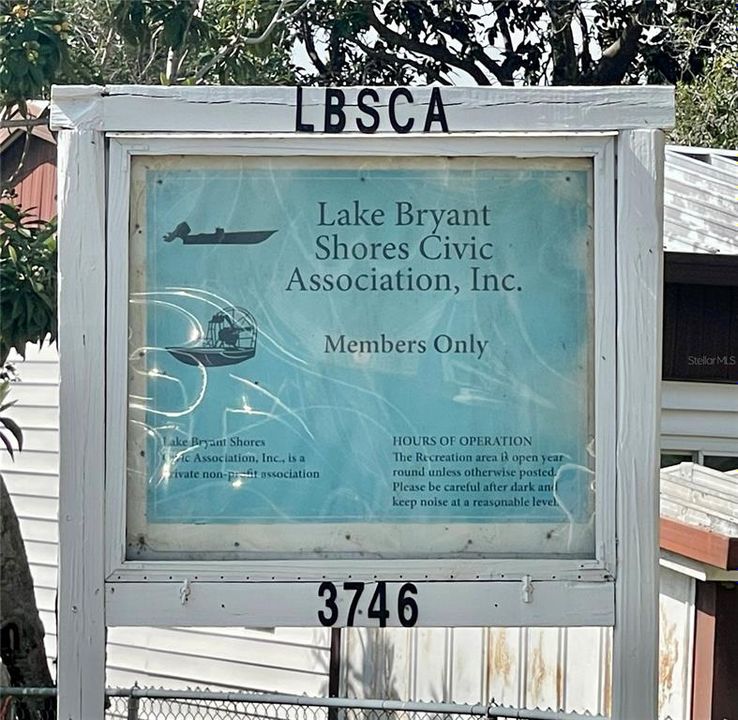 LBSCA
Lake Bryant
Shores Civic
Association, Inc.
Members Only
Lake Bryant Shores
Civic Association, Inc., is a
private non-profit association
HOURS OF OPERATION
The Recreation area is open year
round unless otherwise posted.
Please be careful after dark and
keep noise at a reasonable level.
3746
StellarMLS